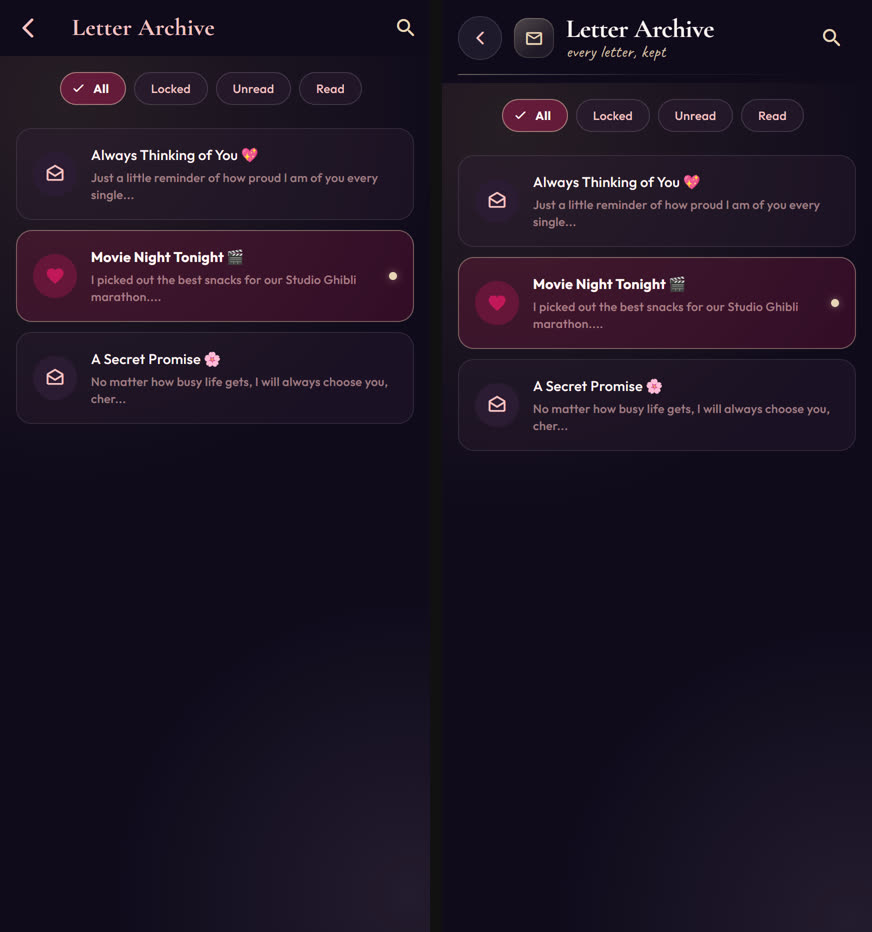 Letter Archive
All
Locked
Unread
Read
Always Thinking of You 💖
Just a little reminder of how proud I am of you every
single...
Movie Night Tonight 🎬
I picked out the best snacks for our Studio Ghibli
marathon....
A Secret Promise 🌸
No matter how busy life gets, I will always choose you,
cher...
Letter Archive
every letter, kept
All
Locked
Unread
Read
Always Thinking of You 💖
Just a little reminder of how proud I am of you every
single...
Movie Night Tonight 🎬
I picked out the best snacks for our Studio Ghibli
marathon....
A Secret Promise 🌸
No matter how busy life gets, I will always choose you,
cher...